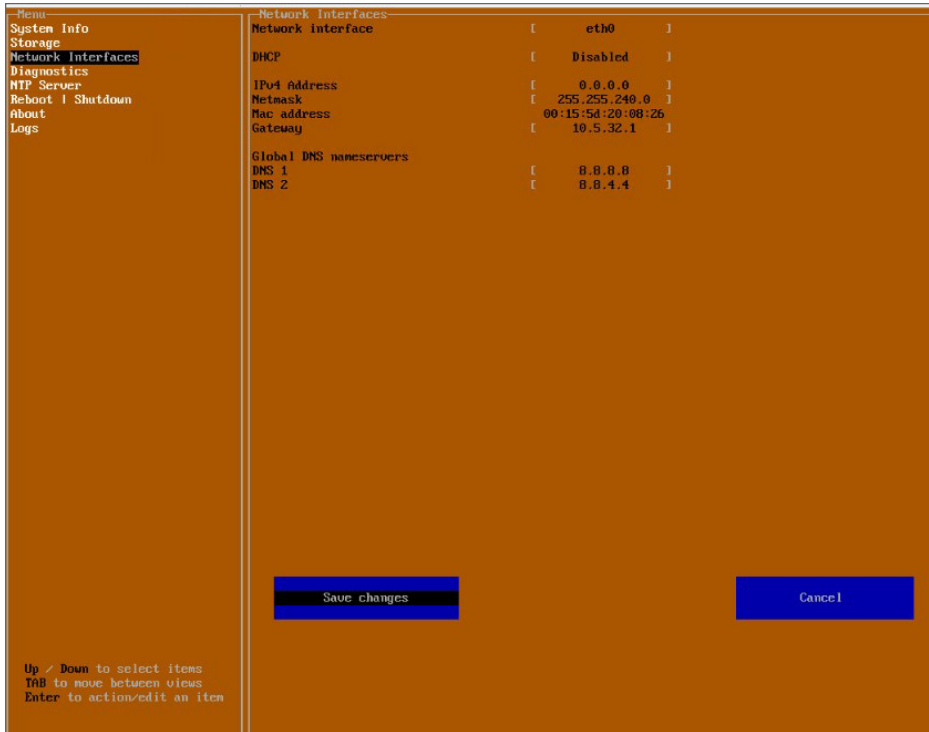 Menu
System Info
Storage
Network Interfaces
Diagnostics
NTP Server
Reboot | Shutdown
About
Logs
Up / Down to select items
TAB to move between views
Enter to action/edit an item
Network Interfaces
Network interface [ eth0 ]
DHCP [ Disabled ]
IPv4 Address [ 0.0.0.0 ]
Netmask [ 255.255.240.0 ]
Mac address 00:15:5d:20:08:26
Gateway [ 10.5.32.1 ]
Global DNS nameservers
DNS 1 [ 8.8.8.8 ]
DNS 2 [ 8.8.4.4 ]
Save changes
Cancel